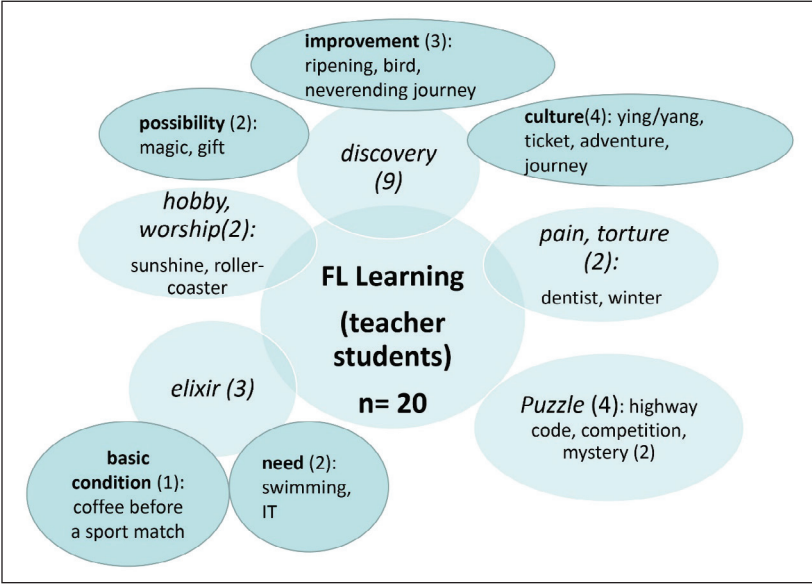 improvement (3):
ripening, bird,
neverending journey
possibility (2):
magic, gift
culture(4): ying/yang,
ticket, adventure,
journey
discovery
(9)
hobby,
worship(2):
sunshine, roller-
coaster
pain, torture
(2):
dentist, winter
FL Learning
(teacher
students)
n= 20
elixir (3)
Puzzle (4): highway
code, competition,
mystery (2)
basic
condition (1):
coffee before
a sport match
need (2):
swimming,
IT